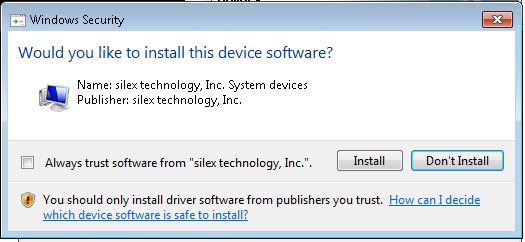 Windows Security
Would you like to install this device software?
Name: silex technology, Inc. System devices
Publisher: silex technology, Inc.
Always trust software from "silex technology, Inc.".
Install
Don't Install
You should only install driver software from publishers you trust. How can I decide
which device software is safe to install?